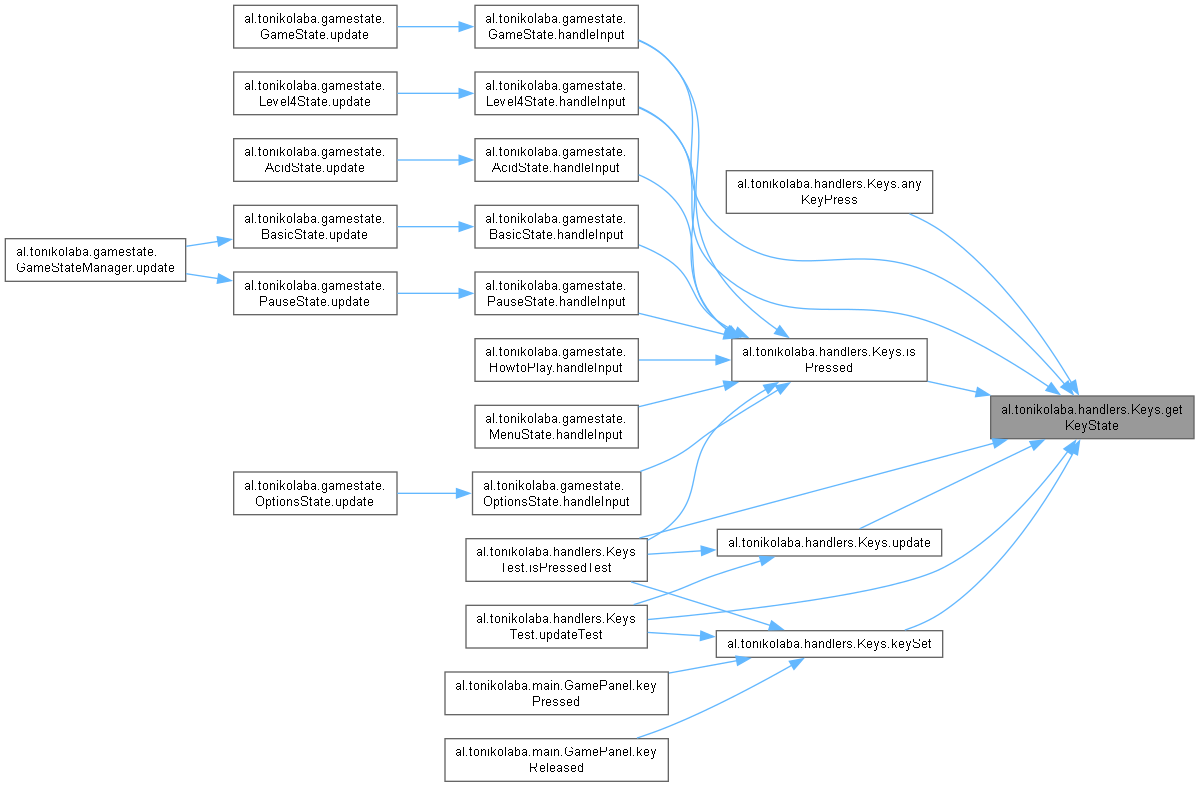 al.tonikolaba.gamestate.
GameState.update
al.tonikolaba.gamestate.
GameState.handleInput
al.tonikolaba.gamestate.
Level4State.update
al.tonikolaba.gamestate.
Level4State.handleInput
al.tonikolaba.gamestate.
AcidState.update
al.tonikolaba.gamestate.
AcidState.handleInput
al.tonikolaba.handlers.Keys.any
KeyPress
al.tonikolaba.gamestate.
BasicState.update
al.tonikolaba.gamestate.
BasicState.handleInput
al.tonikolaba.gamestate.
GameStateManager.update
al.tonikolaba.gamestate.
PauseState.update
al.tonikolaba.gamestate.
PauseState.handleInput
al.tonikolaba.gamestate.
HowtoPlay.handleInput
al.tonikolaba.handlers.Keys.is
Pressed
al.tonikolaba.gamestate.
MenuState.handleInput
al.tonikolaba.handlers.Keys.get
KeyState
al.tonikolaba.gamestate.
OptionsState.update
al.tonikolaba.gamestate.
OptionsState.handleInput
al.tonikolaba.handlers.Keys
Test.isPressedTest
al.tonikolaba.handlers.Keys.update
al.tonikolaba.handlers.Keys
Test.updateTest
al.tonikolaba.handlers.Keys.keySet
al.tonikolaba.main.GamePanel.key
Pressed
al.tonikolaba.main.GamePanel.key
Released